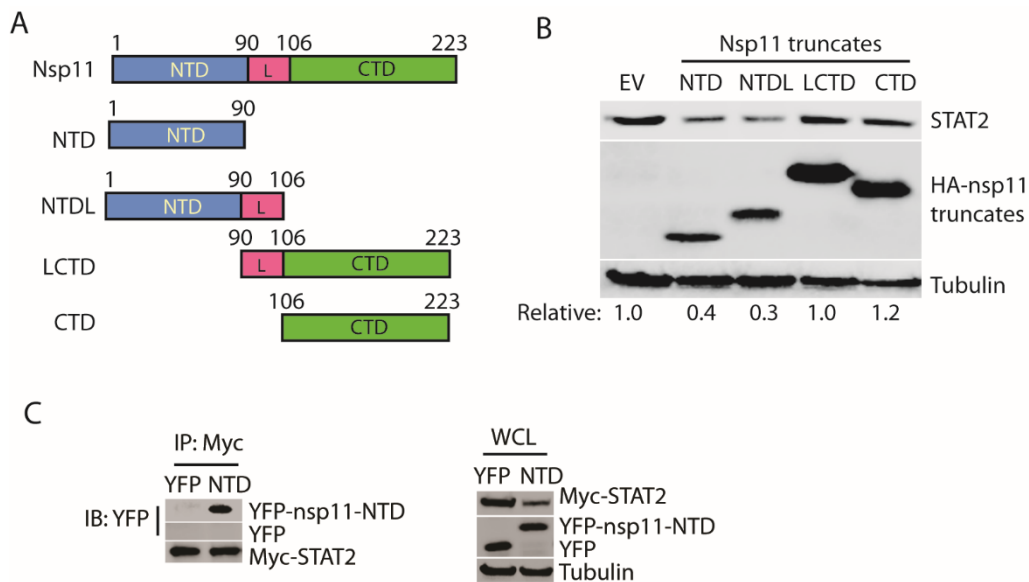 A
1 90 106 223
Nsp11 NTD L CTD
1 90
NTD NTD
1 90 106
NTDL NTD L
90 106 223
LCTD L CTD
106 223
CTD CTD
B
Nsp11 truncates
EV NTD NTDL LCTD CTD
STAT2
HA-nsp11
truncates
Tubulin
Relative: 1.0 0.4 0.3 1.0 1.2
C
IP: Myc
YFP NTD
IB: YFP
YFP-nsp11-NTD
YFP
Myc-STAT2
WCL
YFP NTD
Myc-STAT2
YFP-nsp11-NTD
YFP
Tubulin